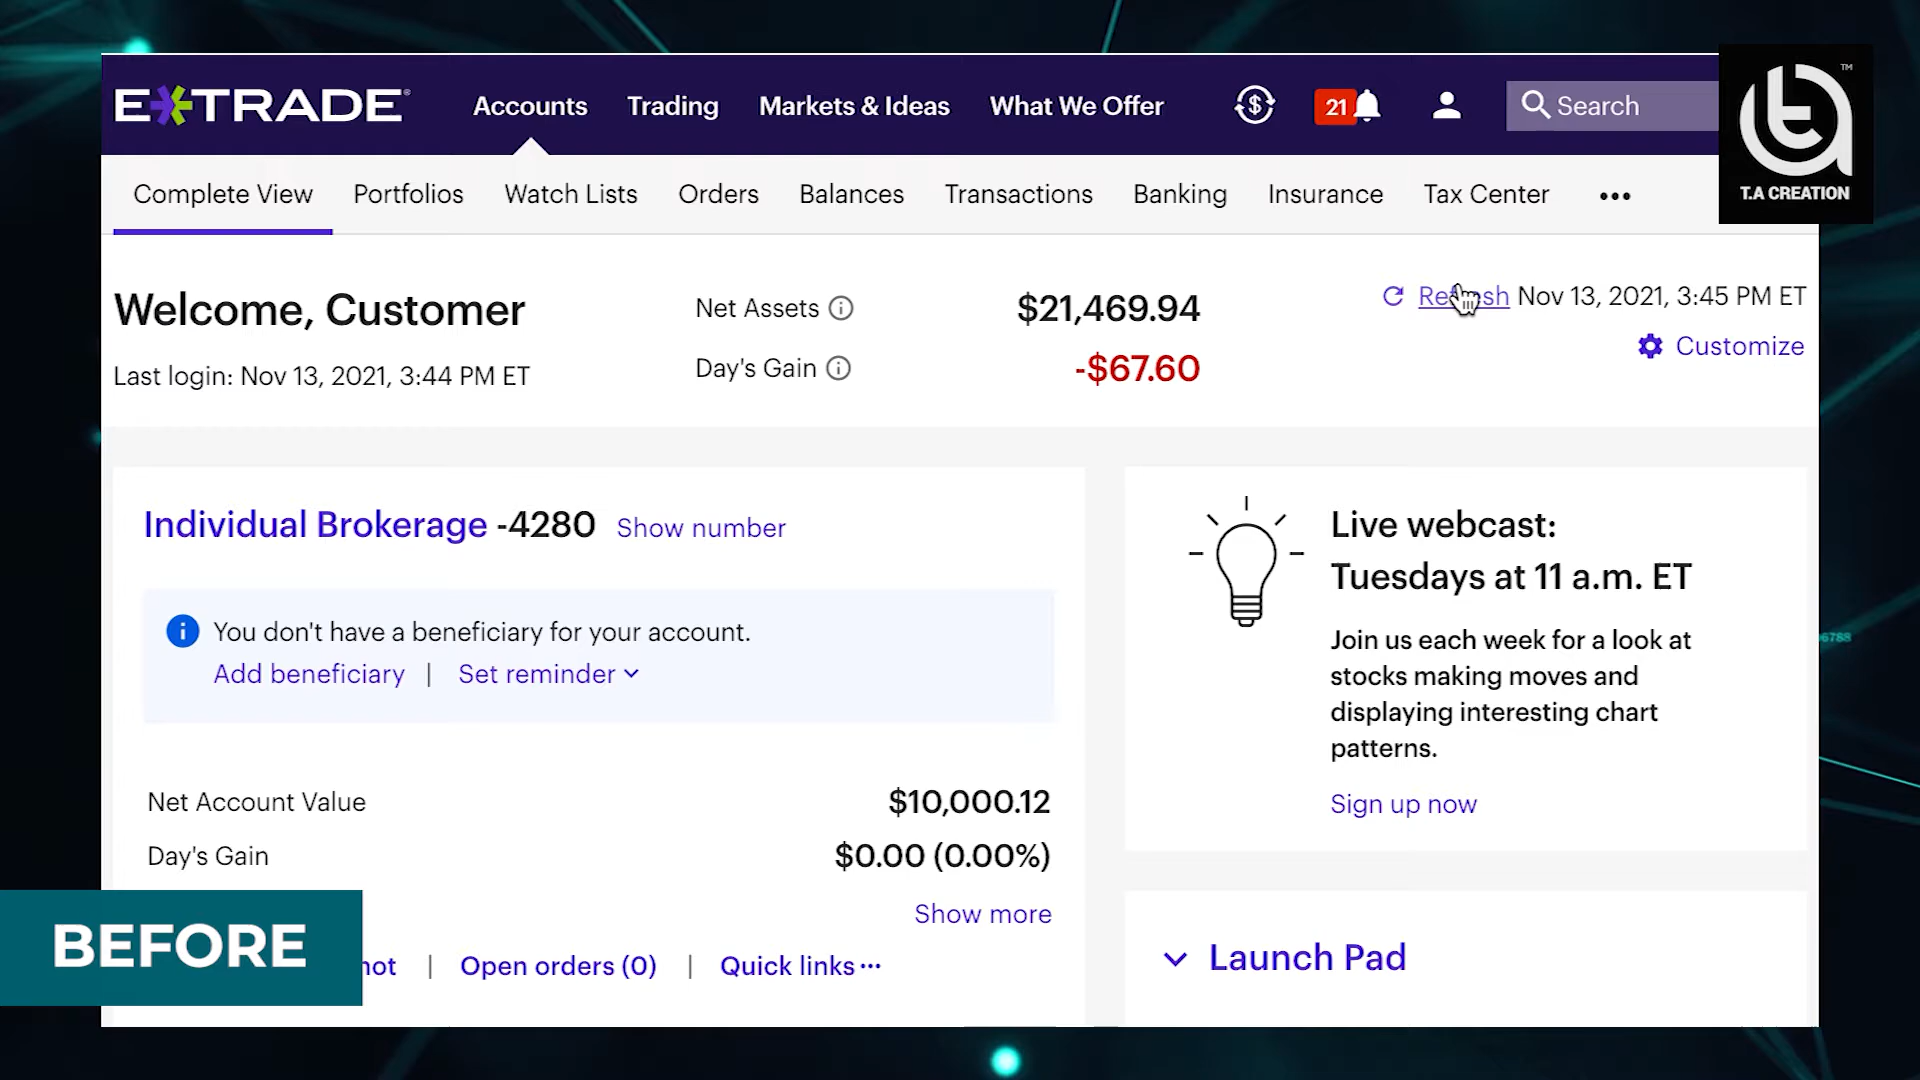 E*TRADE®
Accounts Trading Markets & Ideas What We Offer 21 Search
TM
T.A CREATION
Complete View Portfolios Watch Lists Orders Balances Transactions Banking Insurance Tax Center •••
Welcome, Customer
Last login: Nov 13, 2021, 3:44 PM ET
Net Assets $21,469.94
Day's Gain -$67.60
Refresh Nov 13, 2021, 3:45 PM ET
Customize
Individual Brokerage -4280 Show number
You don't have a beneficiary for your account.
Add beneficiary | Set reminder
Net Account Value $10,000.12
Day's Gain $0.00 (0.00%)
Show more
| Open orders (0) | Quick links •••
Live webcast:
Tuesdays at 11 a.m. ET
Join us each week for a look at
stocks making moves and
displaying interesting chart
patterns.
Sign up now
Launch Pad
BEFORE